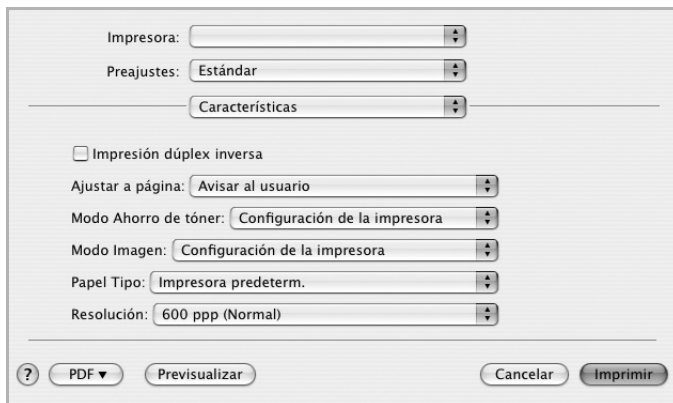 Impresora:
Preajustes: Estándar
Características
Impresión dúplex inversa
Ajustar a página: Avisar al usuario
Modo Ahorro de tóner: Configuración de la impresora
Modo Imagen: Configuración de la impresora
Papel Tipo: Impresora predeterm.
Resolución: 600 ppp (Normal)
? PDF ▼ Previsualizar Cancelar Imprimir